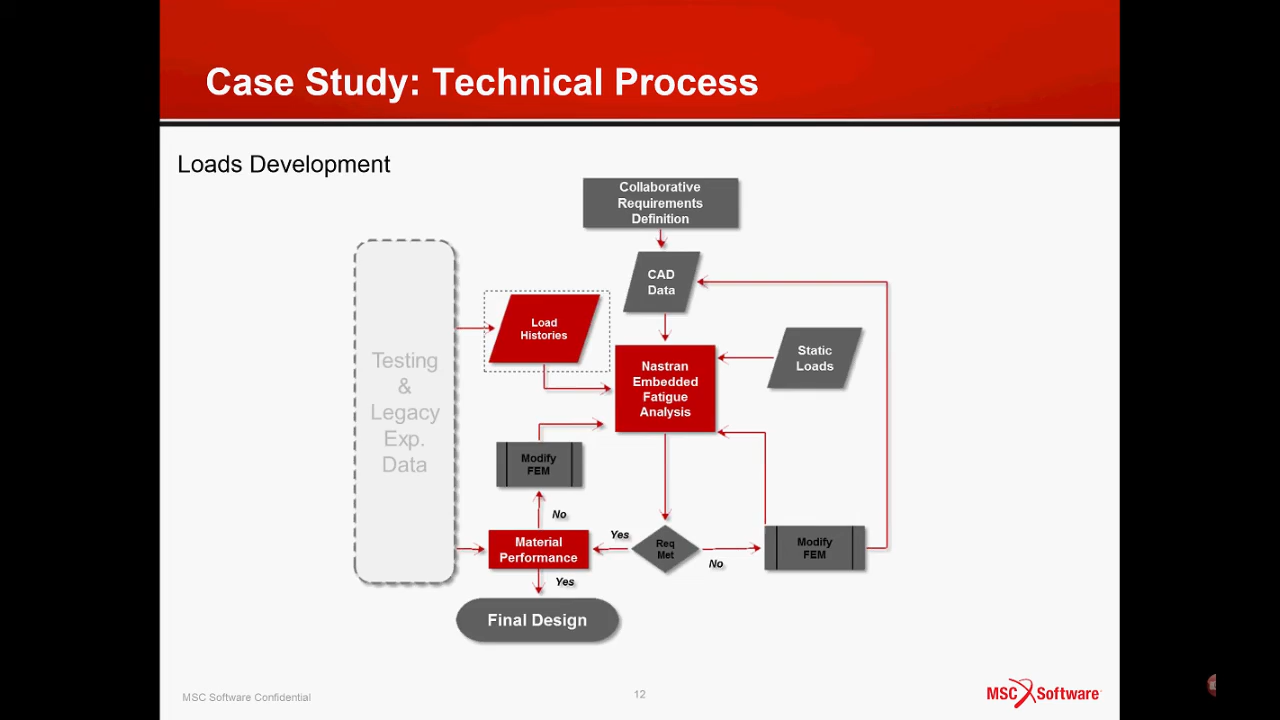 Case Study: Technical Process
Loads Development
Collaborative
Requirements
Definition
CAD
Data
Load
Histories
Static
Loads
Testing
&
Legacy
Exp.
Data
Nastran
Embedded
Fatigue
Analysis
Modify
FEM
No
Material
Performance
Yes
Req
Met
No
Modify
FEM
Yes
Final Design
MSC Software Confidential
12
MSC Software